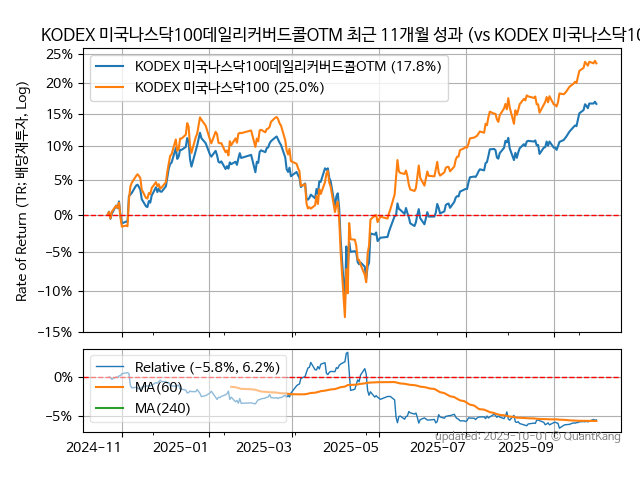 KODEX 미국나스닥100데일리커버드콜OTM 최근 11개월 성과 (vs KODEX 미국나스닥10
Rate of Return (TR: 배당재투자, Log)
25%
20%
15%
10%
5%
0%
−5%
−10%
−15%
KODEX 미국나스닥100데일리커버드콜OTM (17.8%)
KODEX 미국나스닥100 (25.0%)
0%
−5%
Relative (−5.8%, 6.2%)
MA(60)
MA(240)
2024−11
2025−01
2025−03
2025−05
2025−07
2025−09
updated: 2025-10-01 © QuantKang